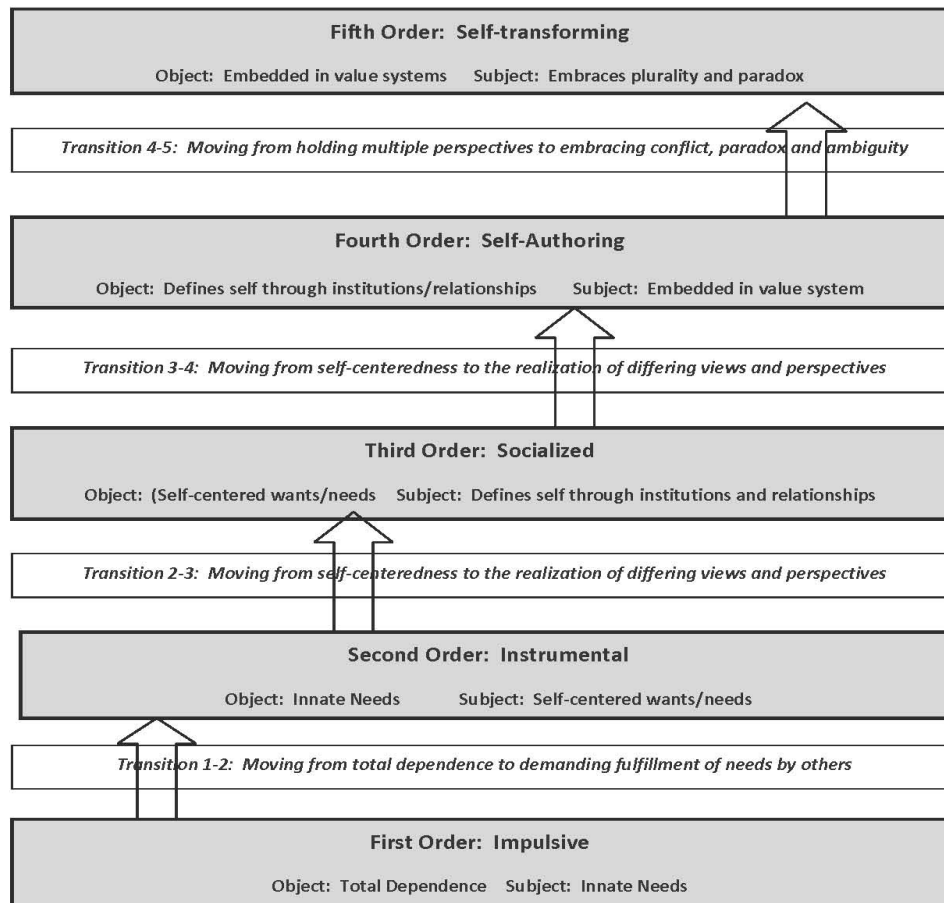 Fifth Order: Self-transforming
Object: Embedded in value systems Subject: Embraces plurality and paradox
Transition 4-5: Moving from holding multiple perspectives to embracing conflict, paradox and ambiguity
Fourth Order: Self-Authoring
Object: Defines self through institutions/relationships Subject: Embedded in value system
Transition 3-4: Moving from self-centeredness to the realization of differing views and perspectives
Third Order: Socialized
Object: (Self-centered wants/needs Subject: Defines self through institutions and relationships
Transition 2-3: Moving from self-centeredness to the realization of differing views and perspectives
Second Order: Instrumental
Object: Innate Needs Subject: Self-centered wants/needs
Transition 1-2: Moving from total dependence to demanding fulfillment of needs by others
First Order: Impulsive
Object: Total Dependence Subject: Innate Needs